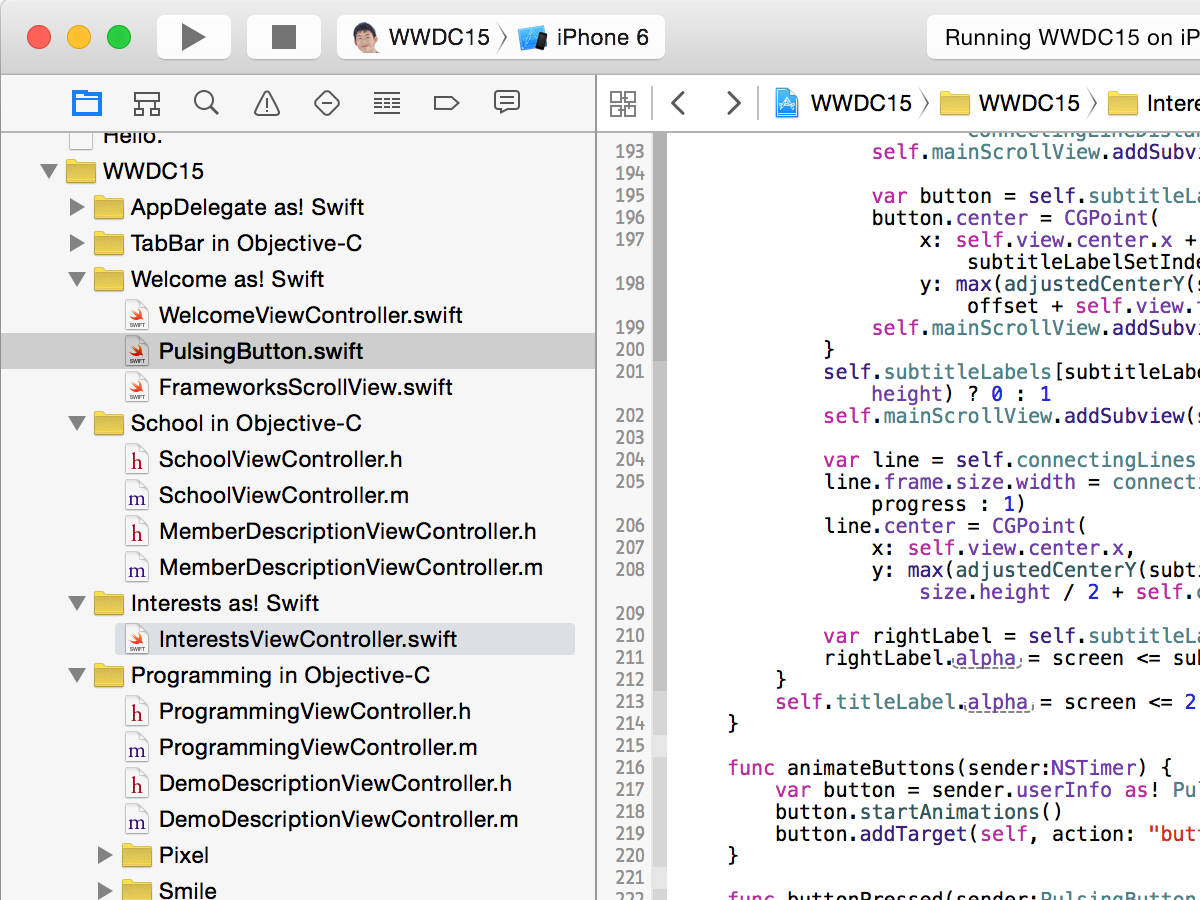 WWDC15
iPhone 6
Running WWDC15 on iP
WWDC15
WWDC15
Intere
Hello.
WWDC15
AppDelegate as! Swift
TabBar in Objective-C
Welcome as! Swift
SWIFT
WelcomeViewController.swift
SWIFT
PulsingButton.swift
SWIFT
FrameworksScrollView.swift
School in Objective-C
h SchoolViewController.h
m SchoolViewController.m
h MemberDescriptionViewController.h
m MemberDescriptionViewController.m
Interests as! Swift
SWIFT
InterestsViewController.swift
Programming in Objective-C
h ProgrammingViewController.h
m ProgrammingViewController.m
h DemoDescriptionViewController.h
m DemoDescriptionViewController.m
Pixel
Smile
connectingLineDistan
193 self.mainScrollView.addSubvi
194
195 var button = self.subtitleLa
196 button.center = CGPoint(
197 x: self.view.center.x +
subtitleLabelSetInde
198 y: max(adjustedCenterY(s
offset + self.view.f
199 self.mainScrollView.addSubvi
200 }
201 self.subtitleLabels[subtitleLabe
height) ? 0 : 1
202 self.mainScrollView.addSubview(s
203
204 var line = self.connectingLines
205 line.frame.size.width = connecti
progress : 1)
206 line.center = CGPoint(
207 x: self.view.center.x,
208 y: max(adjustedCenterY(subti
size.height / 2 + self.c
209
210 var rightLabel = self.subtitleLa
211 rightLabel.alpha = screen <= sub
212 }
213 self.titleLabel.alpha = screen <= 2
214 }
215
216 func animateButtons(sender:NSTimer) {
217 var button = sender.userInfo as! Pul
218 button.startAnimations()
219 button.addTarget(self, action: "butt
220 }
221
222 func buttonPressed(sender:PulsingButton